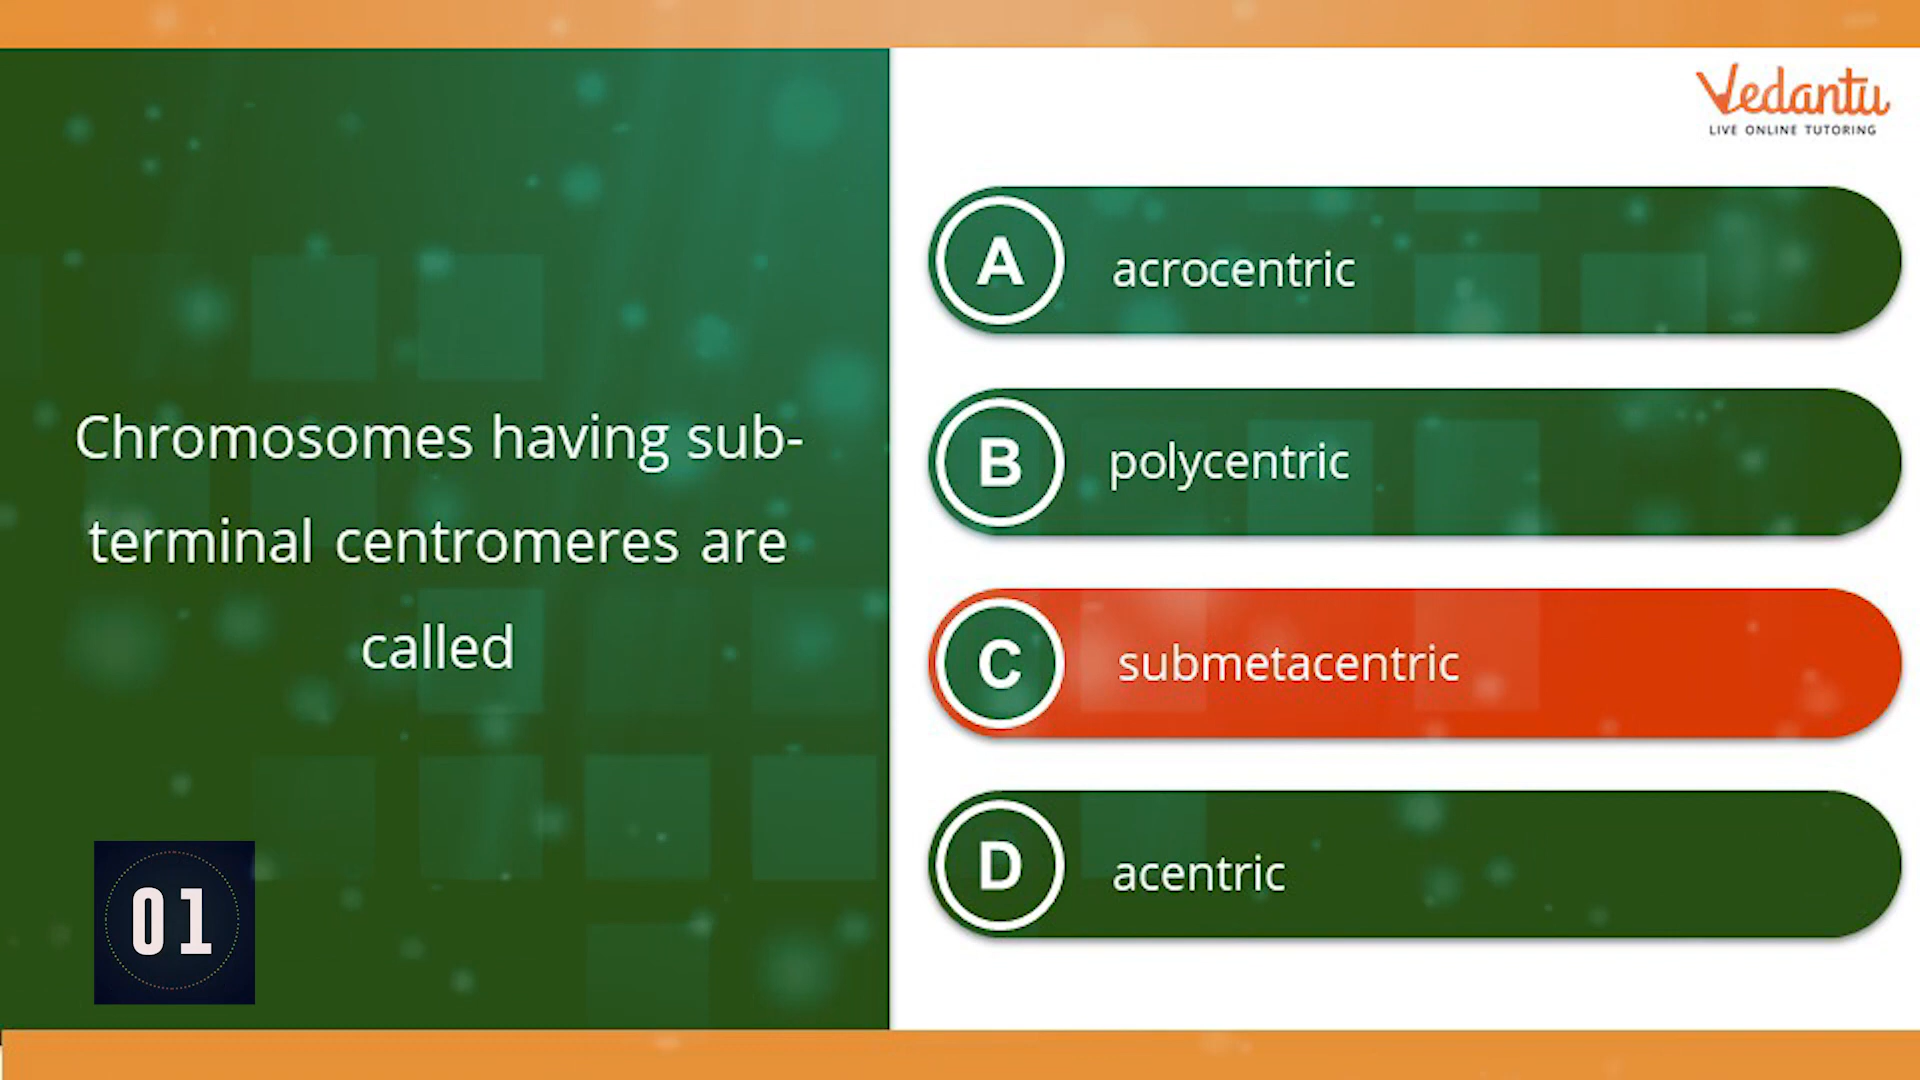 Vedantu
LIVE ONLINE TUTORING
Chromosomes having sub-
terminal centromeres are
called
A acrocentric
B polycentric
C submetacentric
D acentric
01